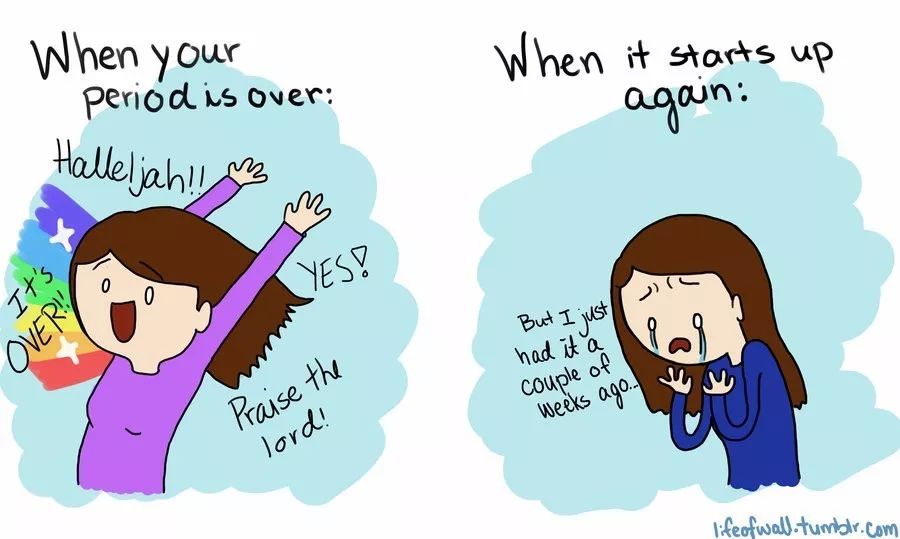 When your
period is over:
Halleljah!!
It's
OVER!!
YES!
Praise the
lord!
When it starts up
again:
But I just
had it a
couple of
weeks ago...
lifeofwall.tumblr.com